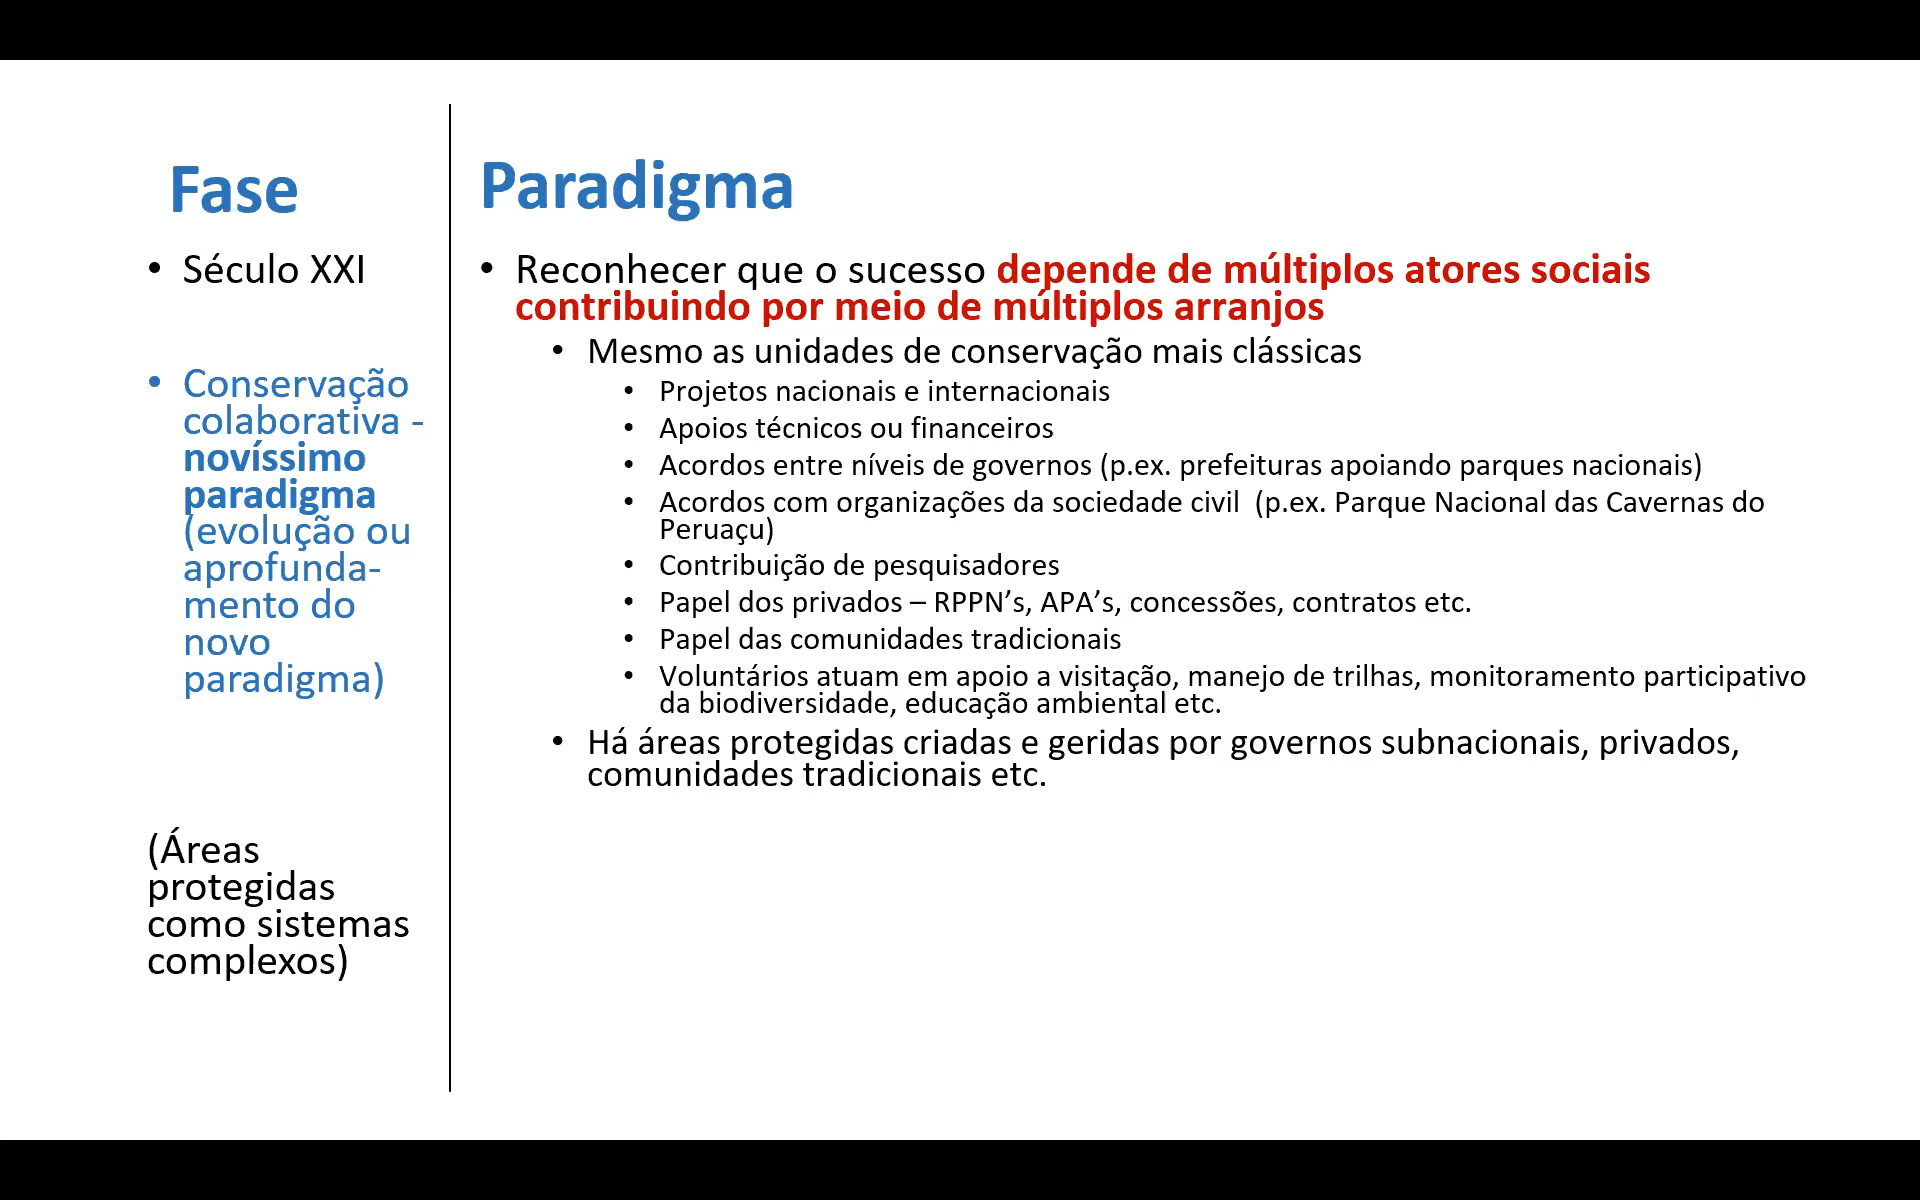 Fase
• Século XXI
• Conservação
colaborativa -
novíssimo
paradigma
(evolução ou
aprofunda-
mento do
novo
paradigma)
(Áreas
protegidas
como sistemas
complexos)
Paradigma
• Reconhecer que o sucesso depende de múltiplos atores sociais
contribuindo por meio de múltiplos arranjos
• Mesmo as unidades de conservação mais clássicas
• Projetos nacionais e internacionais
• Apoios técnicos ou financeiros
• Acordos entre níveis de governos (p.ex. prefeituras apoiando parques nacionais)
• Acordos com organizações da sociedade civil (p.ex. Parque Nacional das Cavernas do
Peruaçu)
• Contribuição de pesquisadores
• Papel dos privados – RPPN’s, APA’s, concessões, contratos etc.
• Papel das comunidades tradicionais
• Voluntários atuam em apoio a visitação, manejo de trilhas, monitoramento participativo
da biodiversidade, educação ambiental etc.
• Há áreas protegidas criadas e geridas por governos subnacionais, privados,
comunidades tradicionais etc.